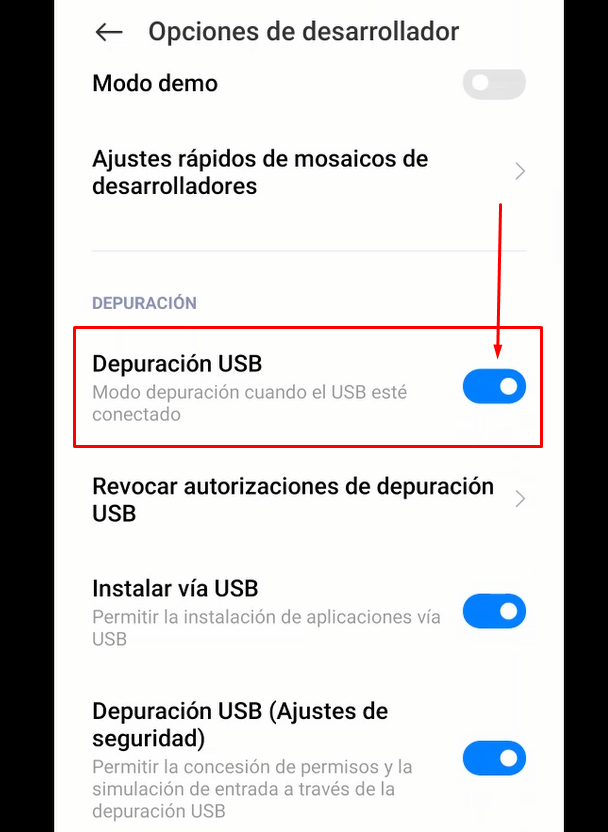 Opciones de desarrollador
Modo demo
Ajustes rápidos de mosaicos de
desarrolladores
DEPURACIÓN
Depuración USB
Modo depuración cuando el USB esté
conectado
Revocar autorizaciones de depuración
USB
Instalar vía USB
Permitir la instalación de aplicaciones vía
USB
Depuración USB (Ajustes de
seguridad)
Permitir la concesión de permisos y la
simulación de entrada a través de la
depuración USB